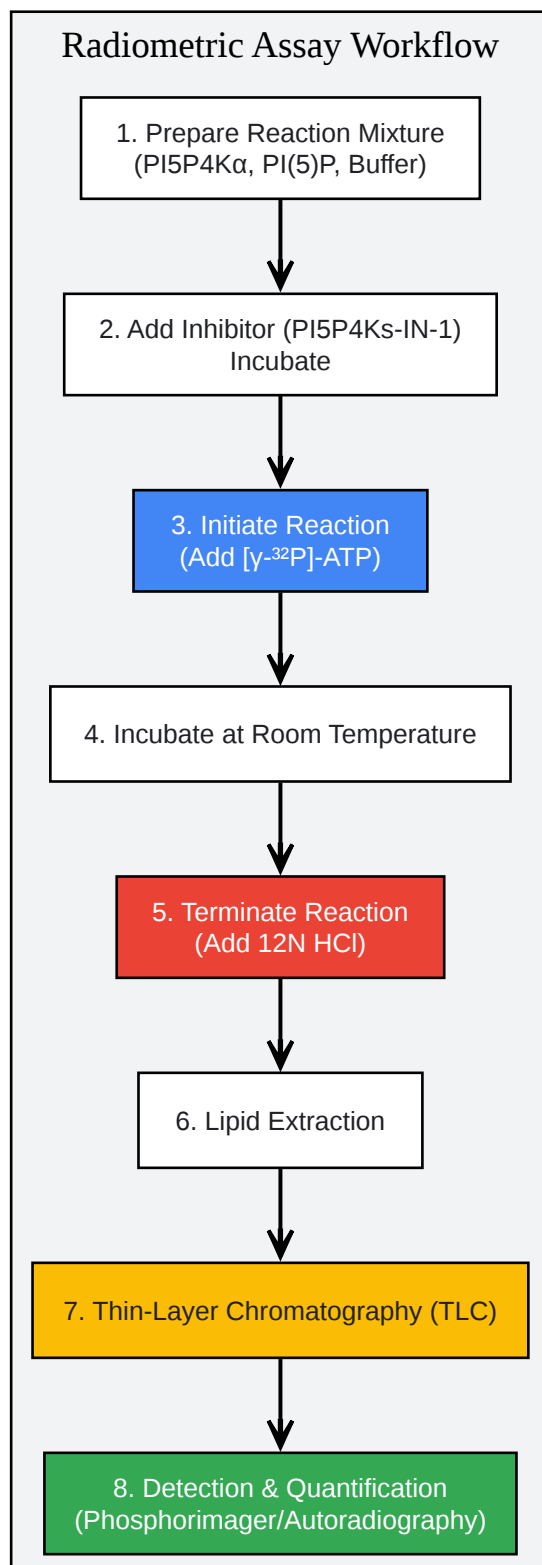 Radiometric Assay Workflow
1. Prepare Reaction Mixture
(PI5P4Kα, PI(5)P, Buffer)
2. Add Inhibitor (PI5P4Ks-IN-1)
Incubate
3. Initiate Reaction
(Add [γ-³²P]-ATP)
4. Incubate at Room Temperature
5. Terminate Reaction
(Add 12N HCl)
6. Lipid Extraction
7. Thin-Layer Chromatography (TLC)
8. Detection & Quantification
(Phosphorimager/Autoradiography)